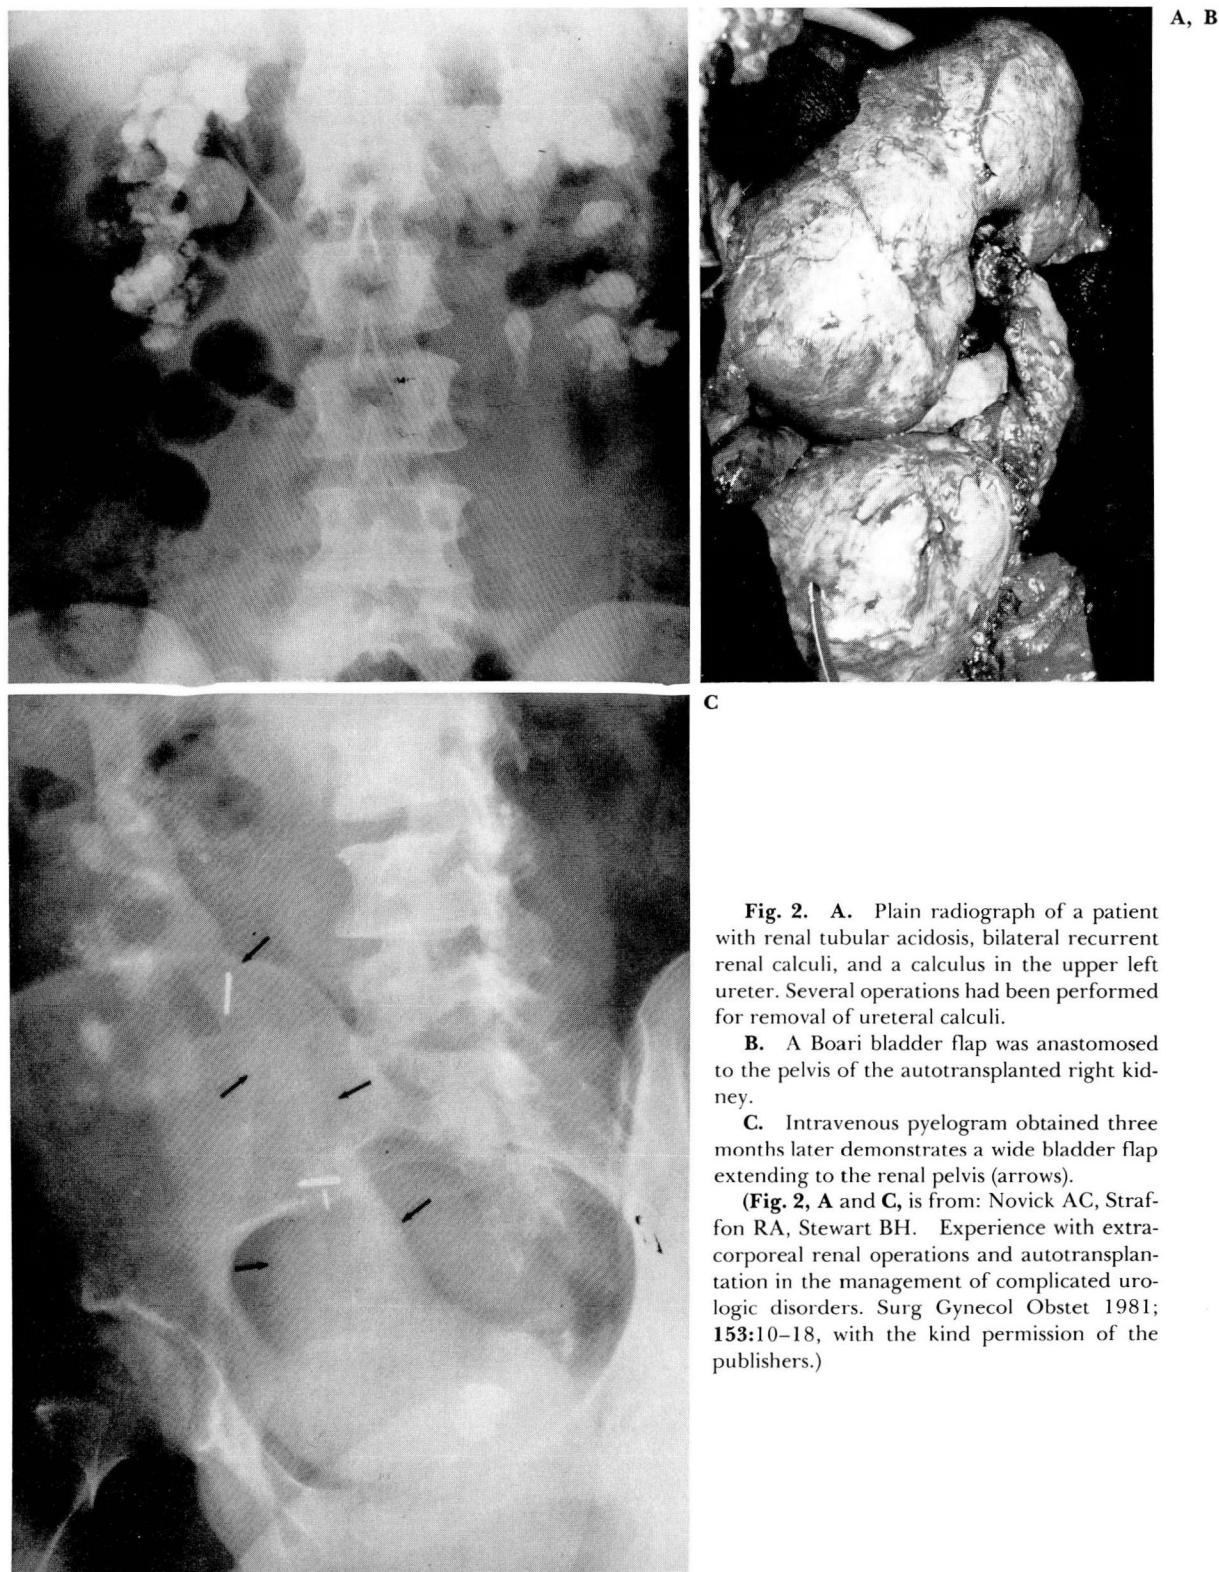 A, B
C
Fig. 2. A. Plain radiograph of a patient
with renal tubular acidosis, bilateral recurrent
renal calculi, and a calculus in the upper left
ureter. Several operations had been performed
for removal of ureteral calculi.
B. A Boari bladder flap was anastomosed
to the pelvis of the autotransplanted right kid-
ney.
C. Intravenous pyelogram obtained three
months later demonstrates a wide bladder flap
extending to the renal pelvis (arrows).
(Fig. 2, A and C, is from: Novick AC, Straf-
fon RA, Stewart BH. Experience with extra-
corporeal renal operations and autotransplan-
tation in the management of complicated uro-
logic disorders. Surg Gynecol Obstet 1981;
153:10–18, with the kind permission of the
publishers.)